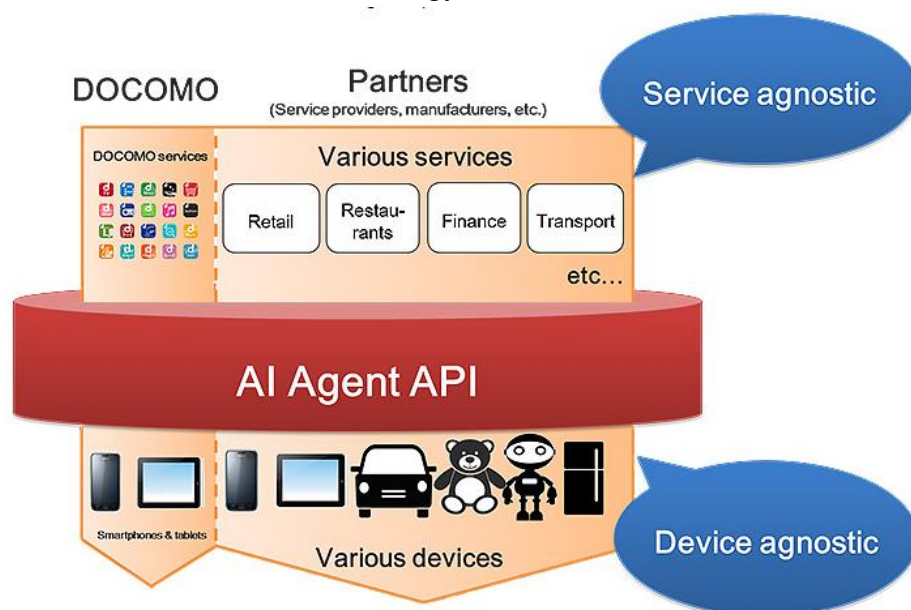 DOCOMO
Partners
(Service providers, manufacturers, etc.)
Service agnostic
DOCOMO services
Various services
Retail
Restau-
rants
Finance
Transport
etc...
AI Agent API
Smartphones & tablets
Various devices
Device agnostic